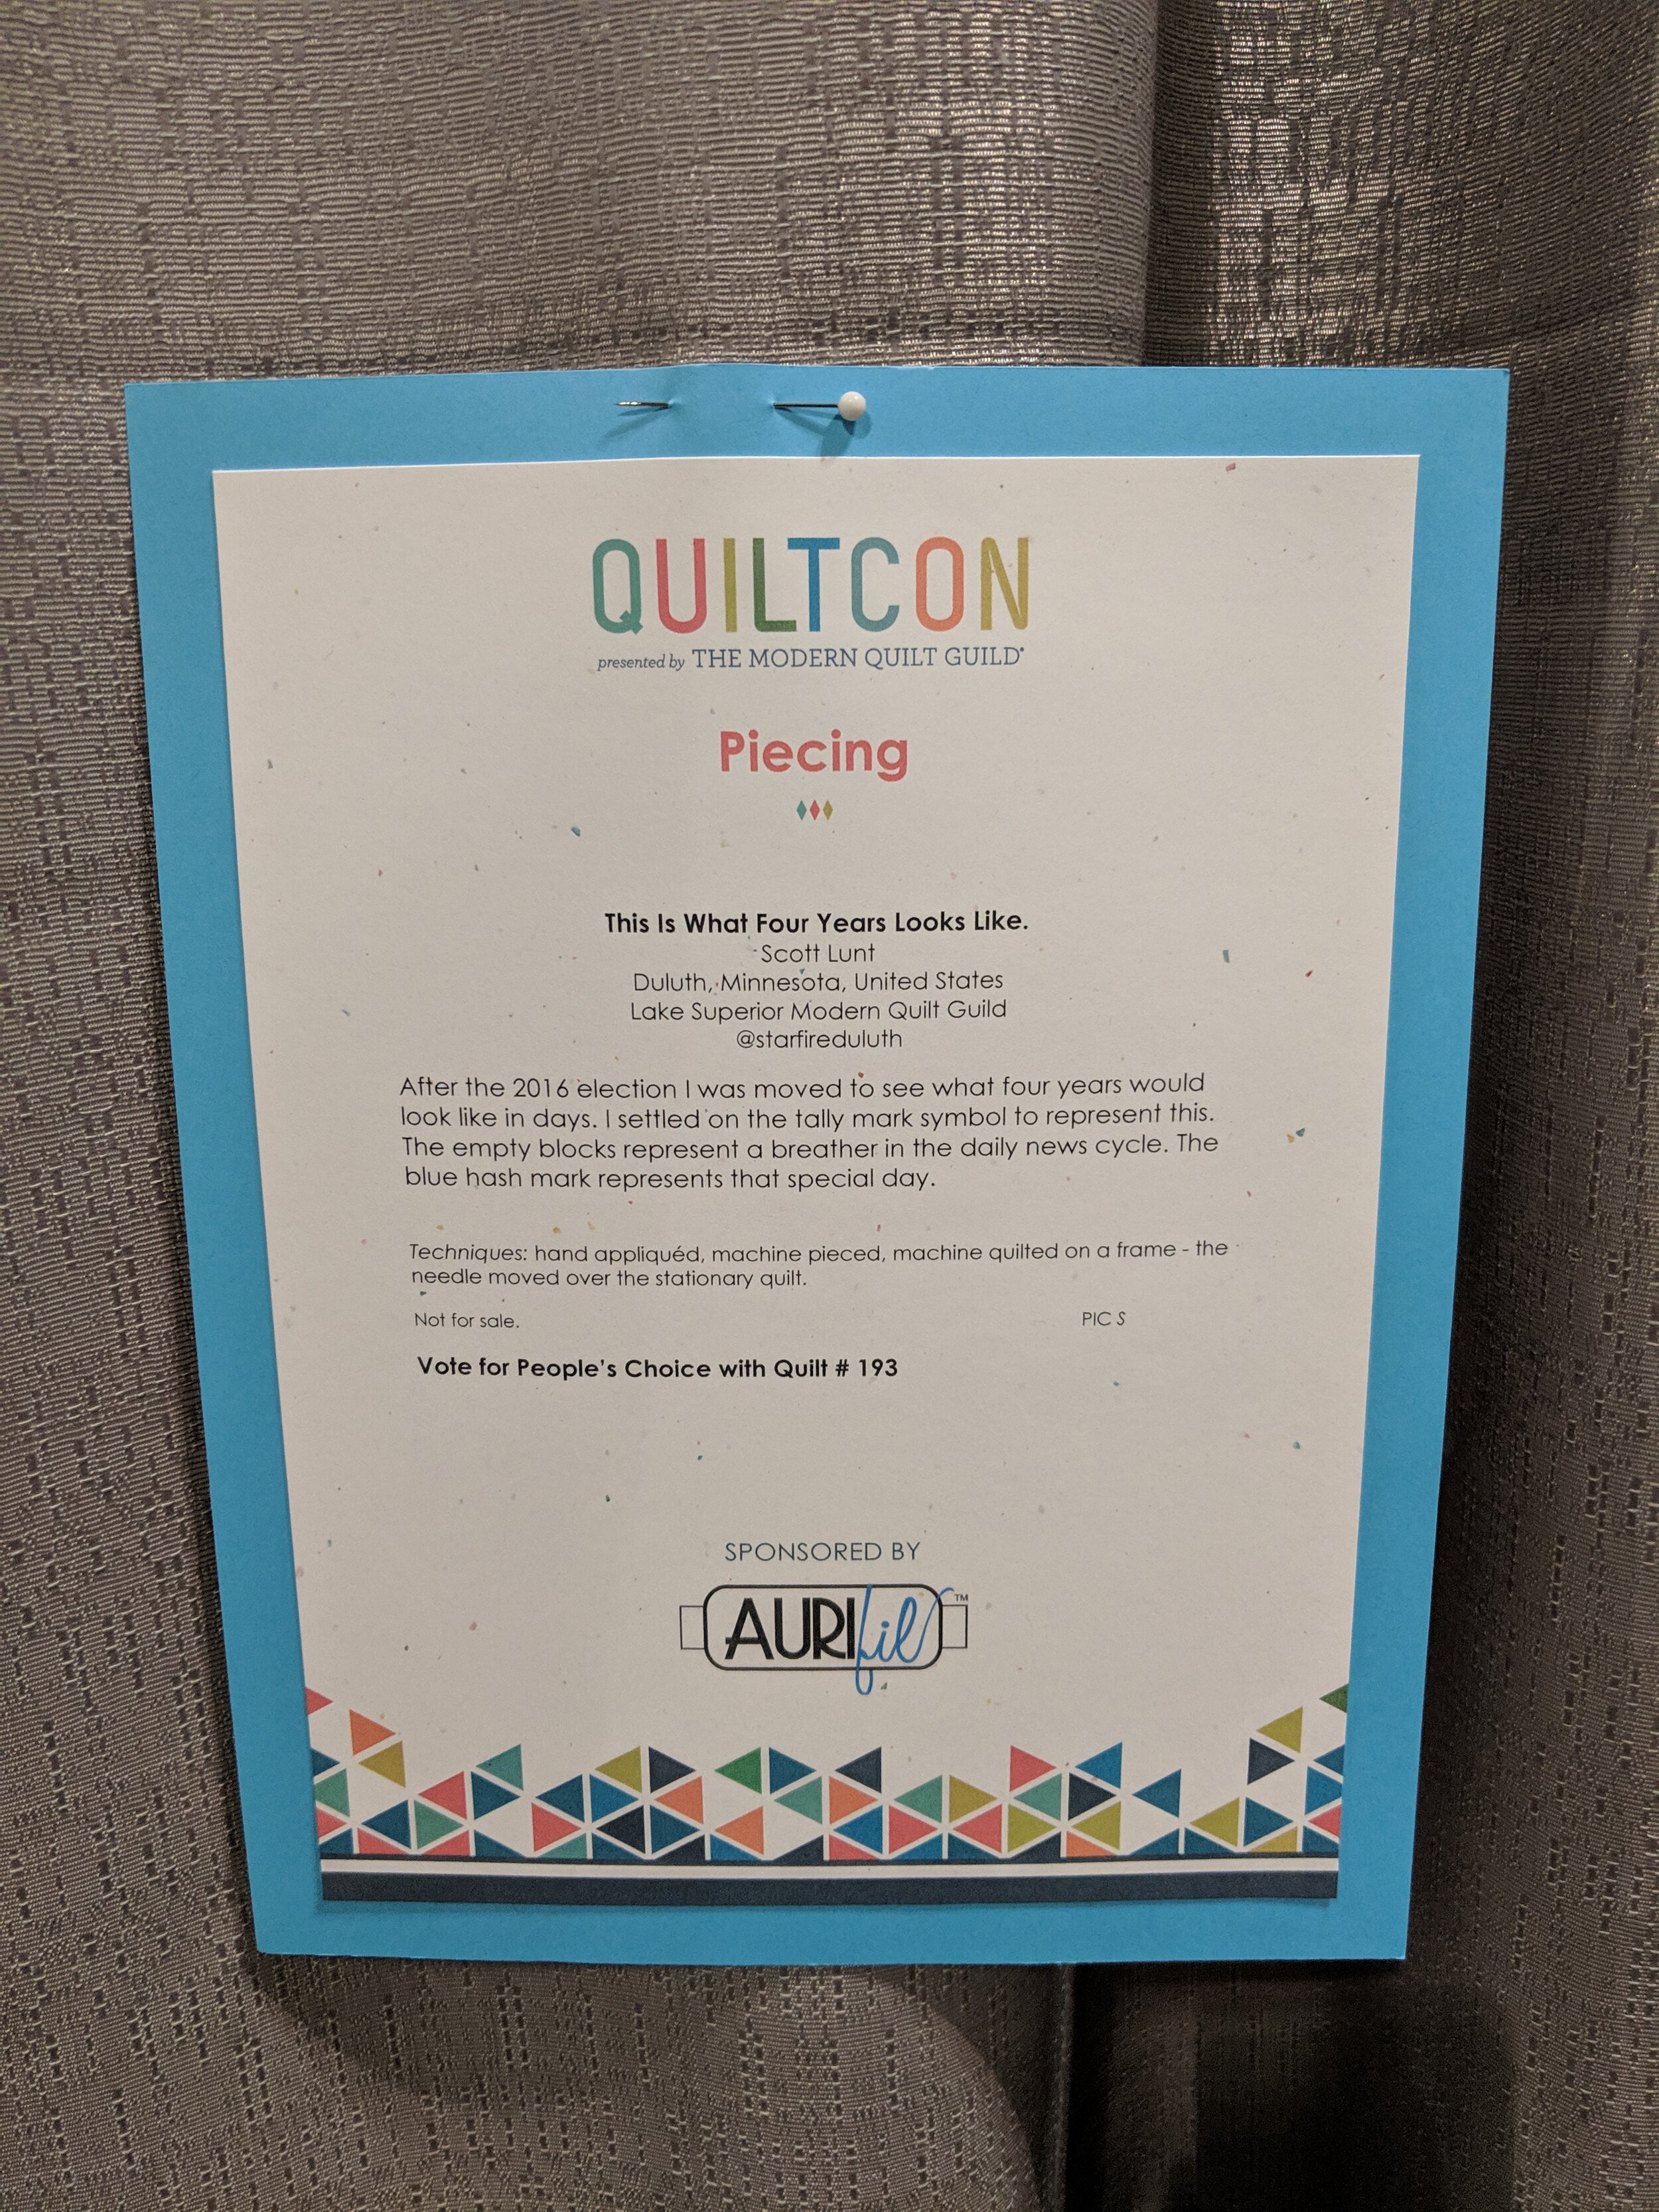 QUILTCON
presented by THE MODERN QUILT GUILD®
Piecing
This Is What Four Years Looks Like.
Scott Lunt
Duluth, Minnesota, United States
Lake Superior Modern Quilt Guild
@starfireduluth
After the 2016 election I was moved to see what four years would
look like in days. I settled on the tally mark symbol to represent this.
The empty blocks represent a breather in the daily news cycle. The
blue hash mark represents that special day.
Techniques: hand appliquéd, machine pieced, machine quilted on a frame - the
needle moved over the stationary quilt.
Not for sale. PIC S
Vote for People's Choice with Quilt # 193
SPONSORED BY
AURIfil™